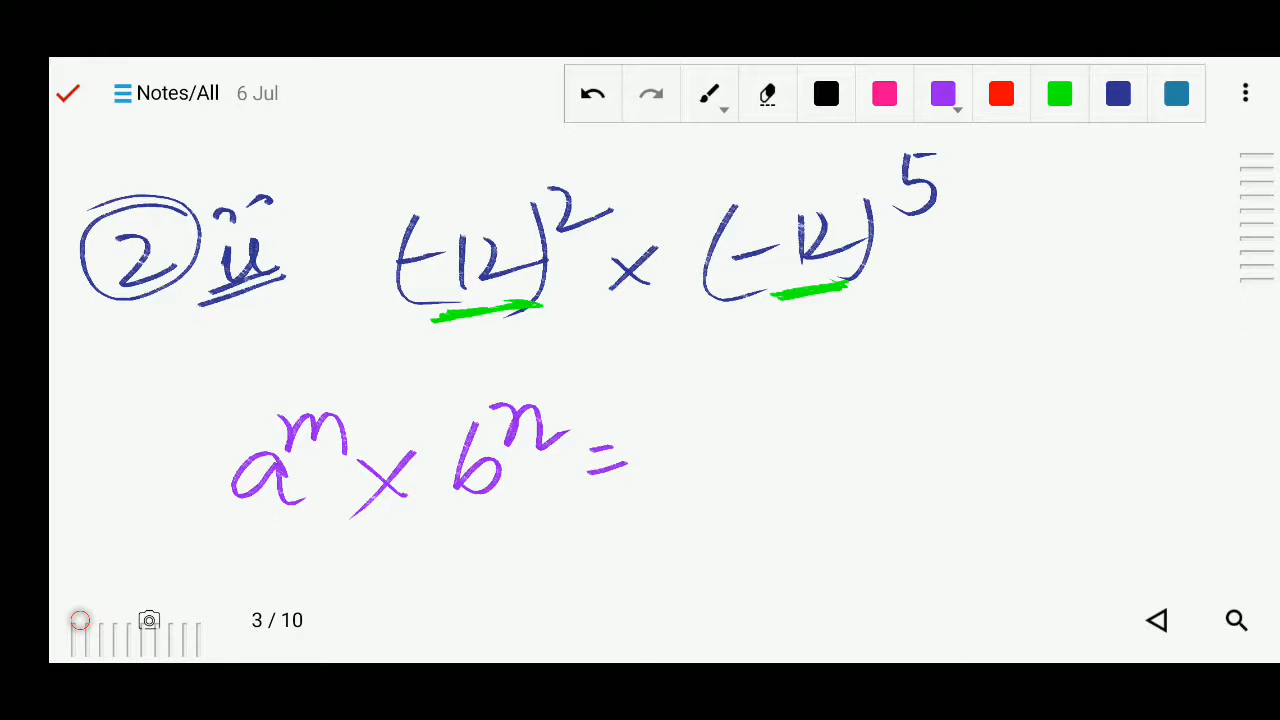 Notes/All 6 Jul
② ii (-12)² × (-12)⁵
aᵐ × bⁿ =
3 / 10